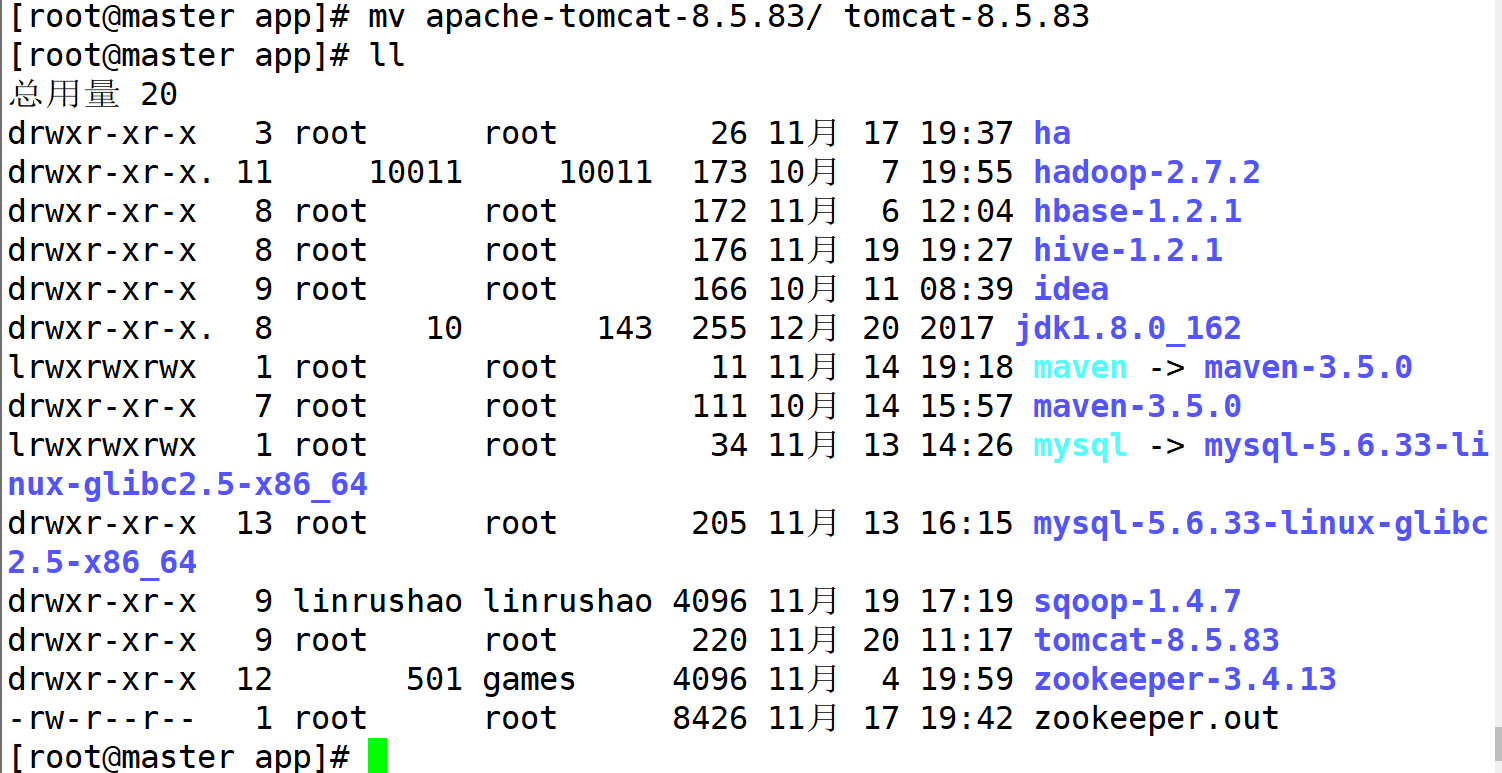 [root@master app]# mv apache-tomcat-8.5.83/ tomcat-8.5.83
[root@master app]# ll
总用量 20
drwxr-xr-x   3 root      root        26 11月 17 19:37 ha
drwxr-xr-x. 11     10011     10011  173 10月  7 19:55 hadoop-2.7.2
drwxr-xr-x   8 root      root       172 11月  6 12:04 hbase-1.2.1
drwxr-xr-x   8 root      root       176 11月 19 19:27 hive-1.2.1
drwxr-xr-x   9 root      root       166 10月 11 08:39 idea
drwxr-xr-x.  8        10       143  255 12月 20 2017 jdk1.8.0_162
lrwxrwxrwx   1 root      root        11 11月 14 19:18 maven -> maven-3.5.0
drwxr-xr-x   7 root      root       111 10月 14 15:57 maven-3.5.0
lrwxrwxrwx   1 root      root        34 11月 13 14:26 mysql -> mysql-5.6.33-li
nux-glibc2.5-x86_64
drwxr-xr-x  13 root      root       205 11月 13 16:15 mysql-5.6.33-linux-glibc
2.5-x86_64
drwxr-xr-x   9 linrushao linrushao 4096 11月 19 17:19 sqoop-1.4.7
drwxr-xr-x   9 root      root       220 11月 20 11:17 tomcat-8.5.83
drwxr-xr-x  12       501 games     4096 11月  4 19:59 zookeeper-3.4.13
-rw-r--r--   1 root      root      8426 11月 17 19:42 zookeeper.out
[root@master app]#